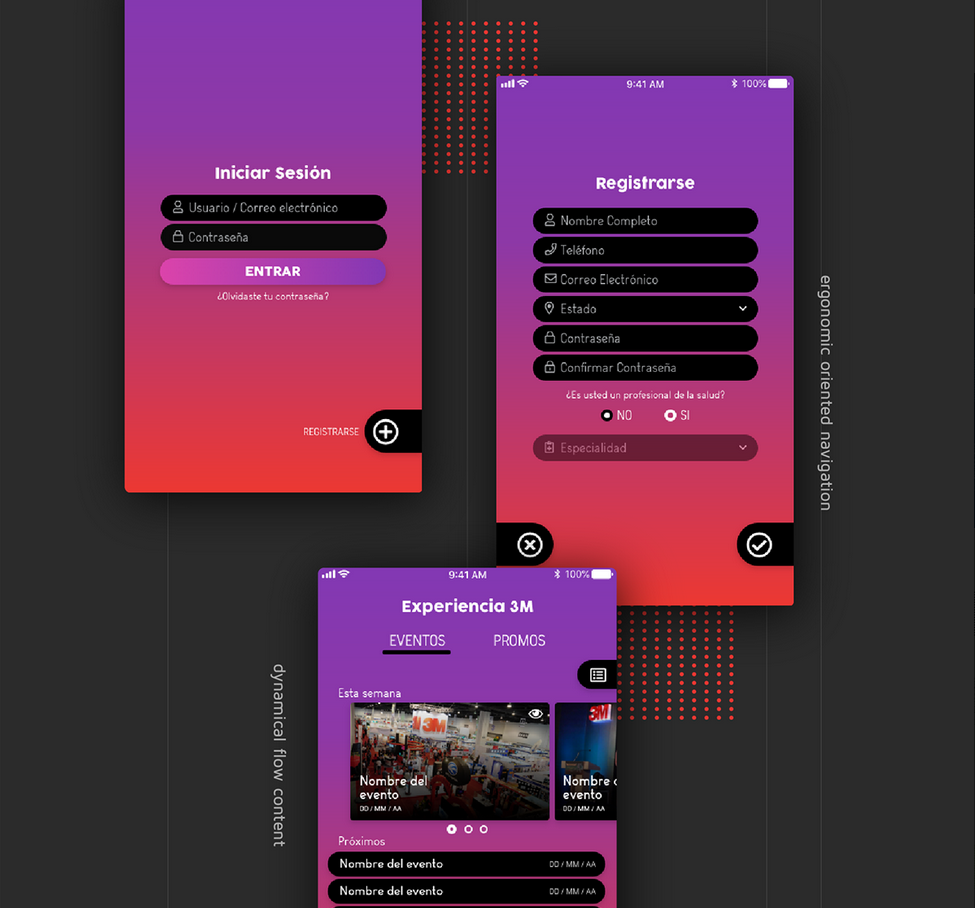 Iniciar Sesión
Usuario / Correo electrónico
Contraseña
ENTRAR
¿Olvidaste tu contraseña?
REGISTRARSE
9:41 AM
100%
Registrarse
Nombre Completo
Teléfono
Correo Electrónico
Estado
Contraseña
Confirmar Contraseña
¿Es usted un profesional de la salud?
NO SI
Especialidad
ergonomic oriented navigation
9:41 AM
100%
Experiencia 3M
EVENTOS PROMOS
Esta semana
3M
Nombre del
evento
DD / MM / AA
3M
Nombre
evento
DD / MM / AA
Próximos
Nombre del evento DD / MM / AA
Nombre del evento DD / MM / AA
dynamical flow content